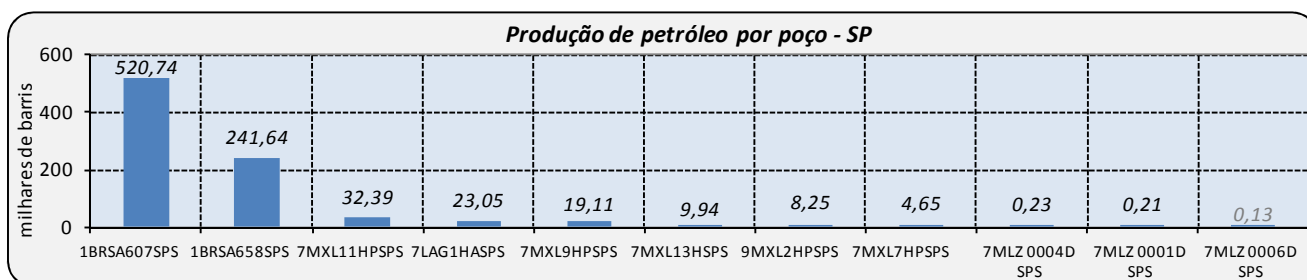 Produção de petróleo por poço - SP
milhares de barris
600
400
200
0
520,74
241,64
32,39
23,05
19,11
9,94
8,25
4,65
0,23
0,21
0,13
1BRSA607SPS
1BRSA658SPS
7MXL11HPSPS
7LAG1HASPS
7MXL9HPSPS
7MXL13HSPS
9MXL2HPSPS
7MXL7HPSPS
7MLZ 0004D
SPS
7MLZ 0001D
SPS
7MLZ 0006D
SPS